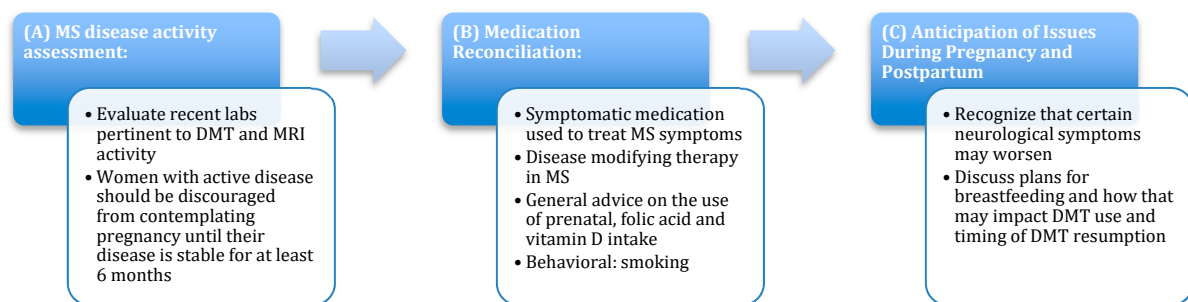 (A) MS disease activity
assessment:
• Evaluate recent labs
pertinent to DMT and MRI
activity
• Women with active disease
should be discouraged
from contemplating
pregnancy until their
disease is stable for at least
6 months
(B) Medication
Reconciliation:
• Symptomatic medication
used to treat MS symptoms
• Disease modifying therapy
in MS
• General advice on the use
of prenatal, folic acid and
vitamin D intake
• Behavioral: smoking
(C) Anticipation of Issues
During Pregnancy and
Postpartum
• Recognize that certain
neurological symptoms
may worsen
• Discuss plans for
breastfeeding and how that
may impact DMT use and
timing of DMT resumption